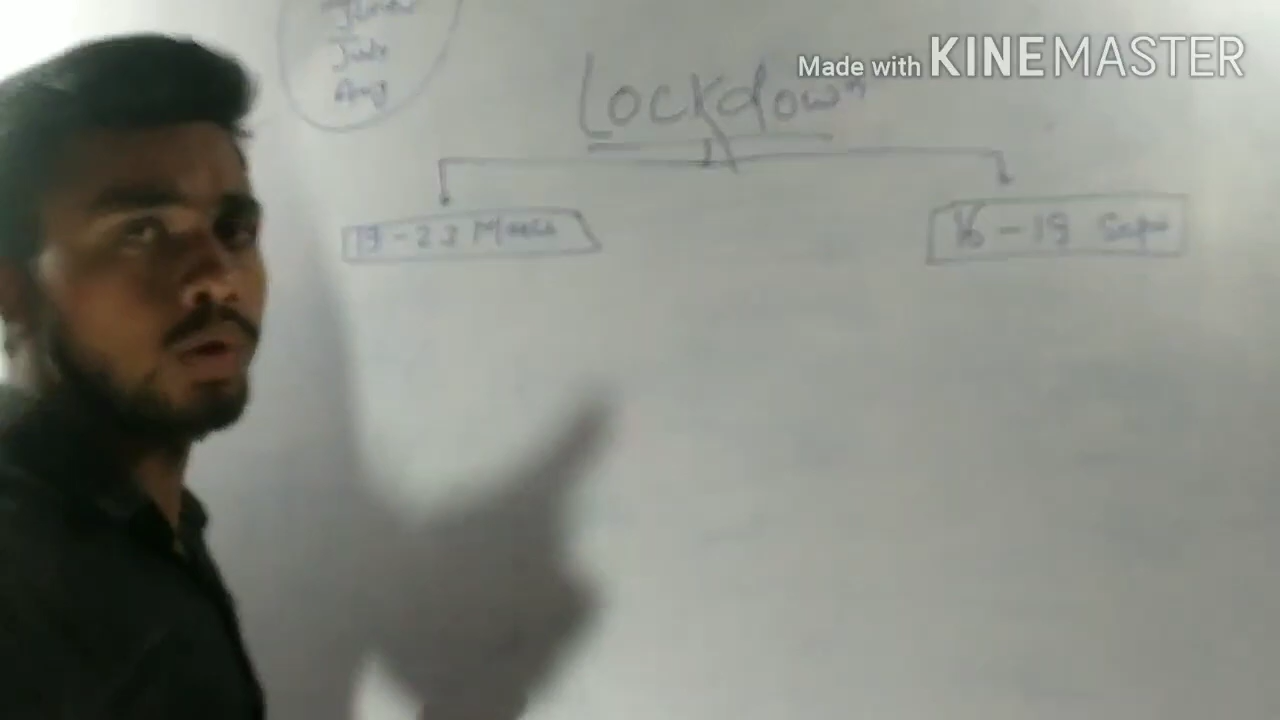 June
July
Aug
Made with KINEMASTER
Lockdown
19 - 23 March
16 - 19 Sept